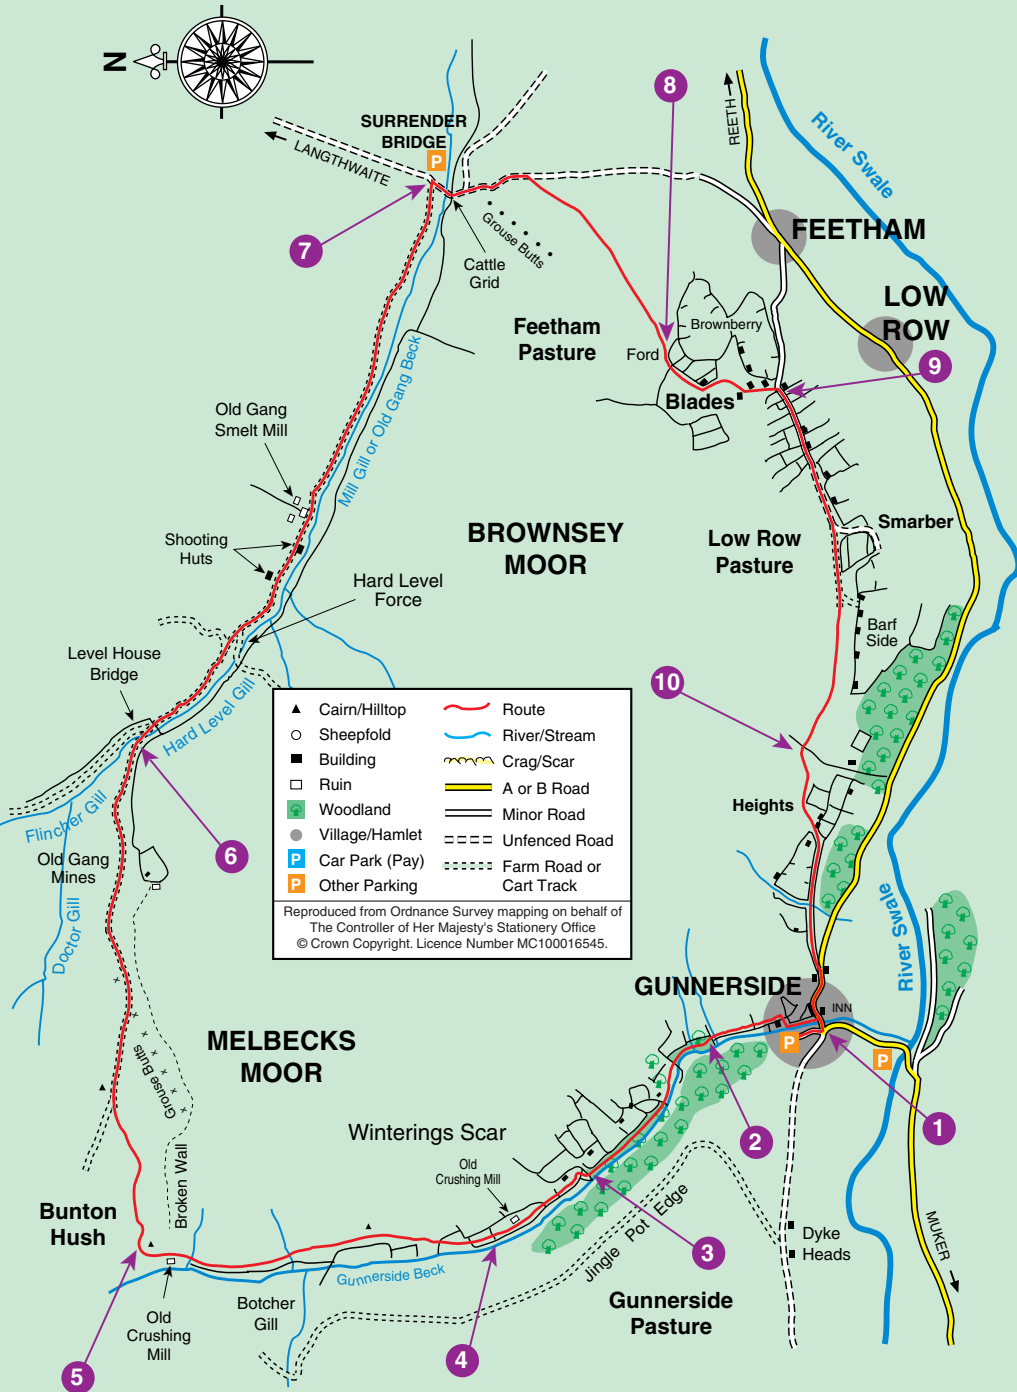 N
SURRENDER
BRIDGE
P
LANGTHWAITE
7
Cattle
Grid
Grouse Butts
8
REETH
River Swale
FEETHAM
LOW
ROW
Feetham
Pasture
Brownberry
Ford
Blades
9
Mill Gill or Old Gang Beck
Old Gang
Smelt Mill
Shooting
Huts
Hard Level
Force
BROWNSEY
MOOR
Low Row
Pasture
Smarber
Barf
Side
Level House
Bridge
Hard Level Gill
10
Flincher Gill
6
Old Gang
Mines
Doctor Gill
Heights
Cairn/Hilltop
Sheepfold
Building
Ruin
Woodland
Village/Hamlet
P Car Park (Pay)
P Other Parking
Route
River/Stream
Crag/Scar
A or B Road
Minor Road
Unfenced Road
Farm Road or
Cart Track
Reproduced from Ordnance Survey mapping on behalf of
The Controller of Her Majesty's Stationery Office
© Crown Copyright. Licence Number MC100016545.
River Swale
GUNNERSIDE
INN
P
P
MELBECKS
MOOR
Grouse Butts
Broken Wall
Winterings Scar
Old
Crushing Mill
2
1
Bunton
Hush
3
Jingle Pot Edge
Dyke
Heads
MUKER
Gunnerside Beck
Gunnerside
Pasture
Botcher
Gill
Old
Crushing
Mill
4
5